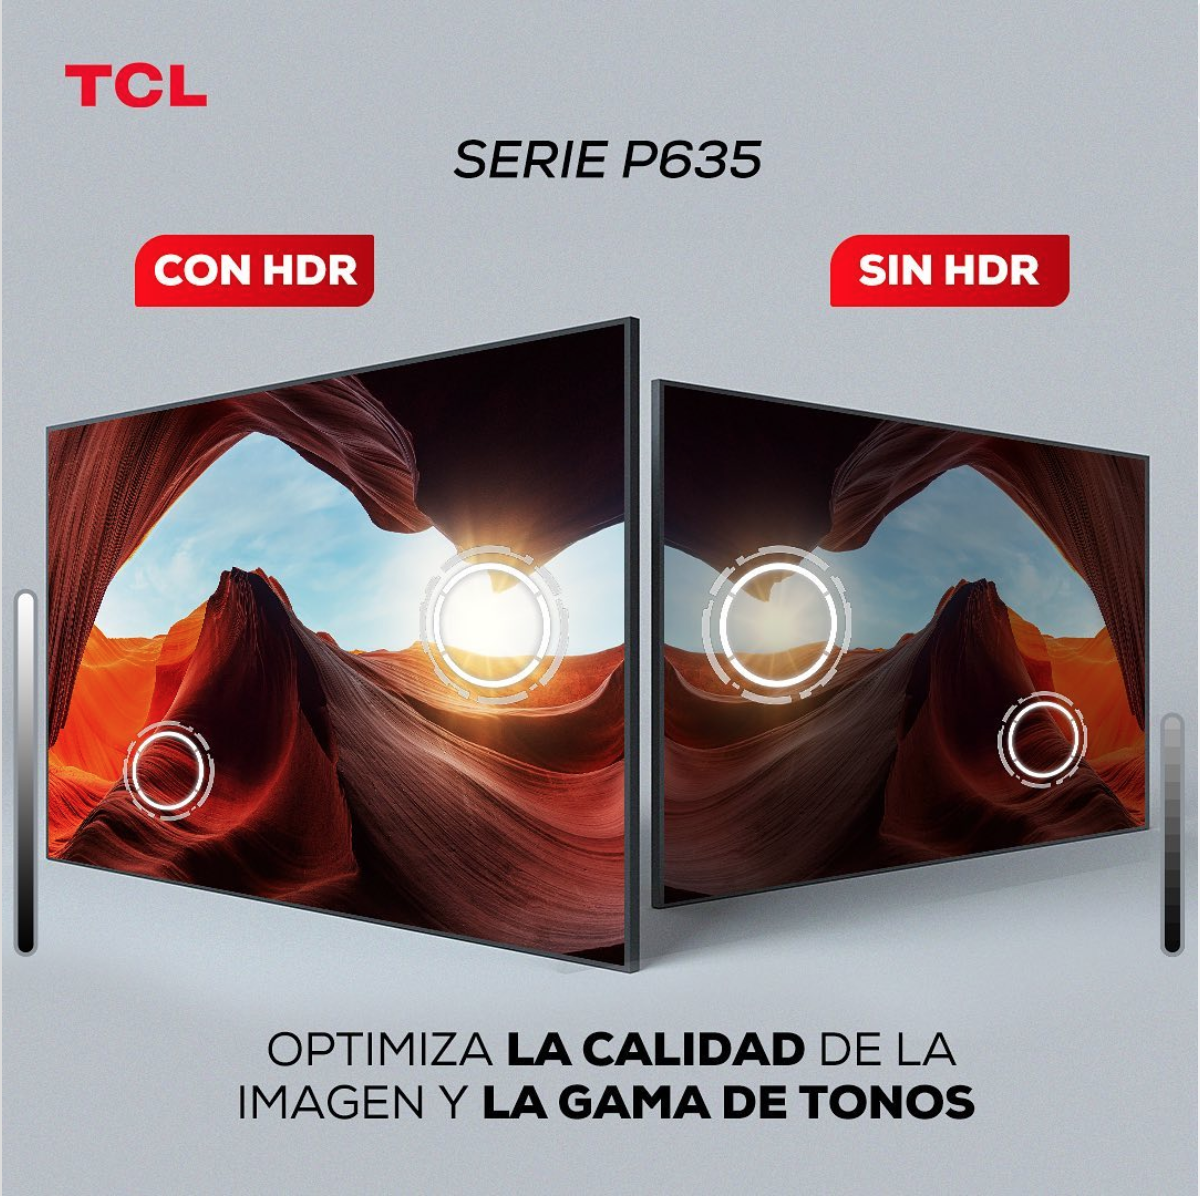 TCL
SERIE P635
CON HDR
SIN HDR
OPTIMIZA LA CALIDAD DE LA
IMAGEN Y LA GAMA DE TONOS